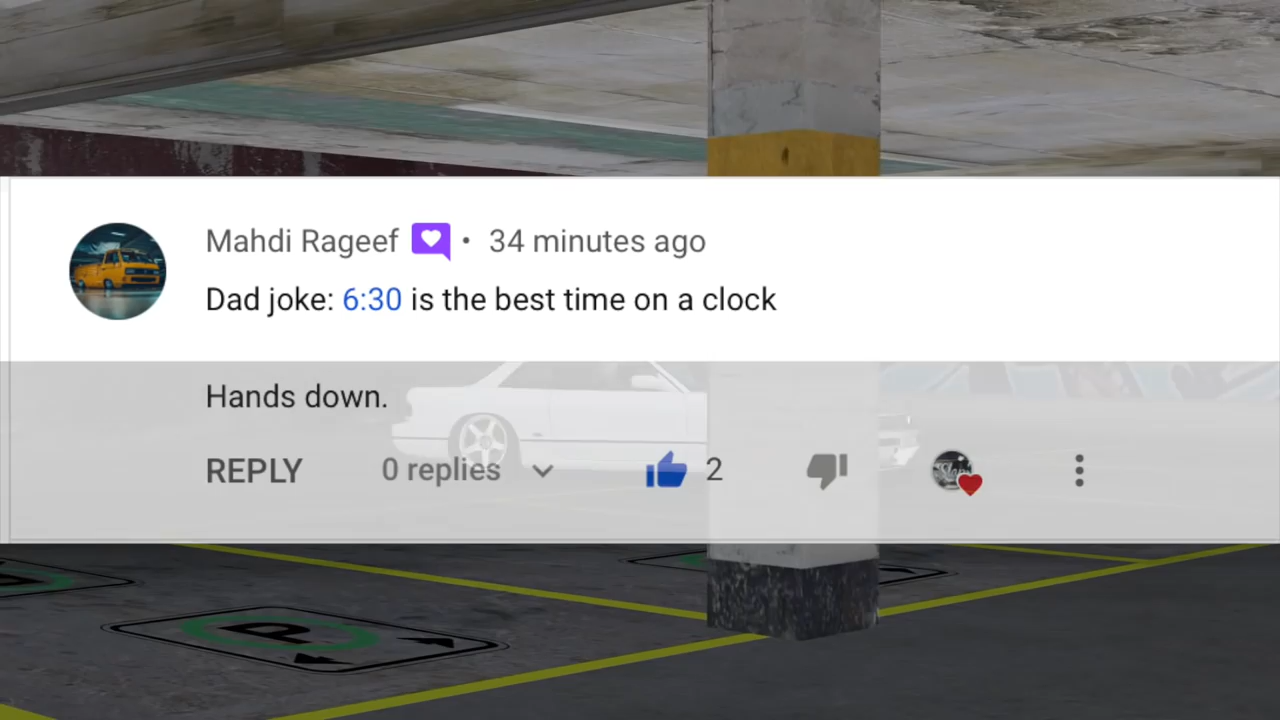 Mahdi Rageef • 34 minutes ago
Dad joke: 6:30 is the best time on a clock
Hands down.
REPLY 0 replies 2
P